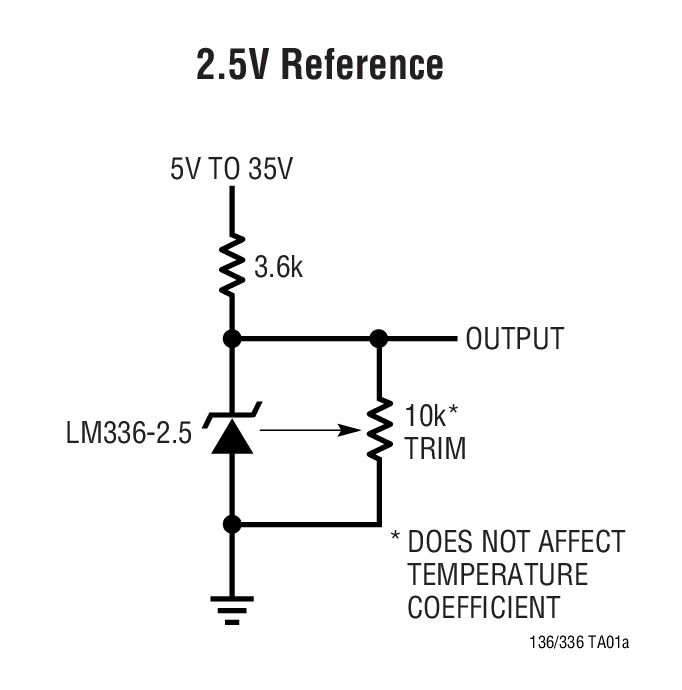 2.5V Reference
5V TO 35V
3.6k
OUTPUT
LM336-2.5
10k*
TRIM
* DOES NOT AFFECT
TEMPERATURE
COEFFICIENT
136/336 TA01a